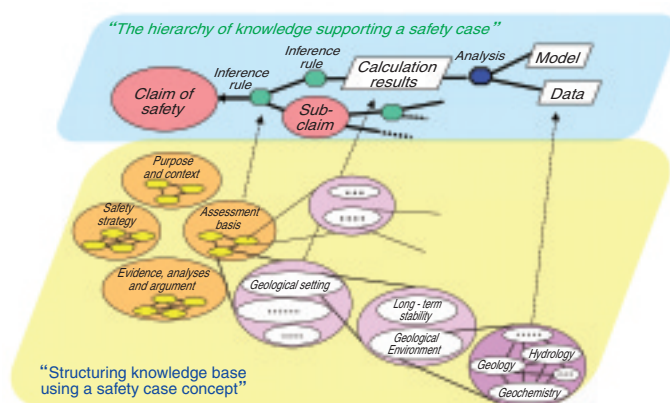 “The hierarchy of knowledge supporting a safety case”
Inference
rule
Inference
rule
Claim of
safety
Calculation
results
Analysis
Model
Data
Sub-
claim
Purpose
and context
Safety
strategy
Assessment
basis
Evidence, analyses
and argument
Geological setting
Long - term
stability
Geological
Environment
Hydrology
Geology
Geochemistry
“Structuring knowledge base
using a safety case concept”